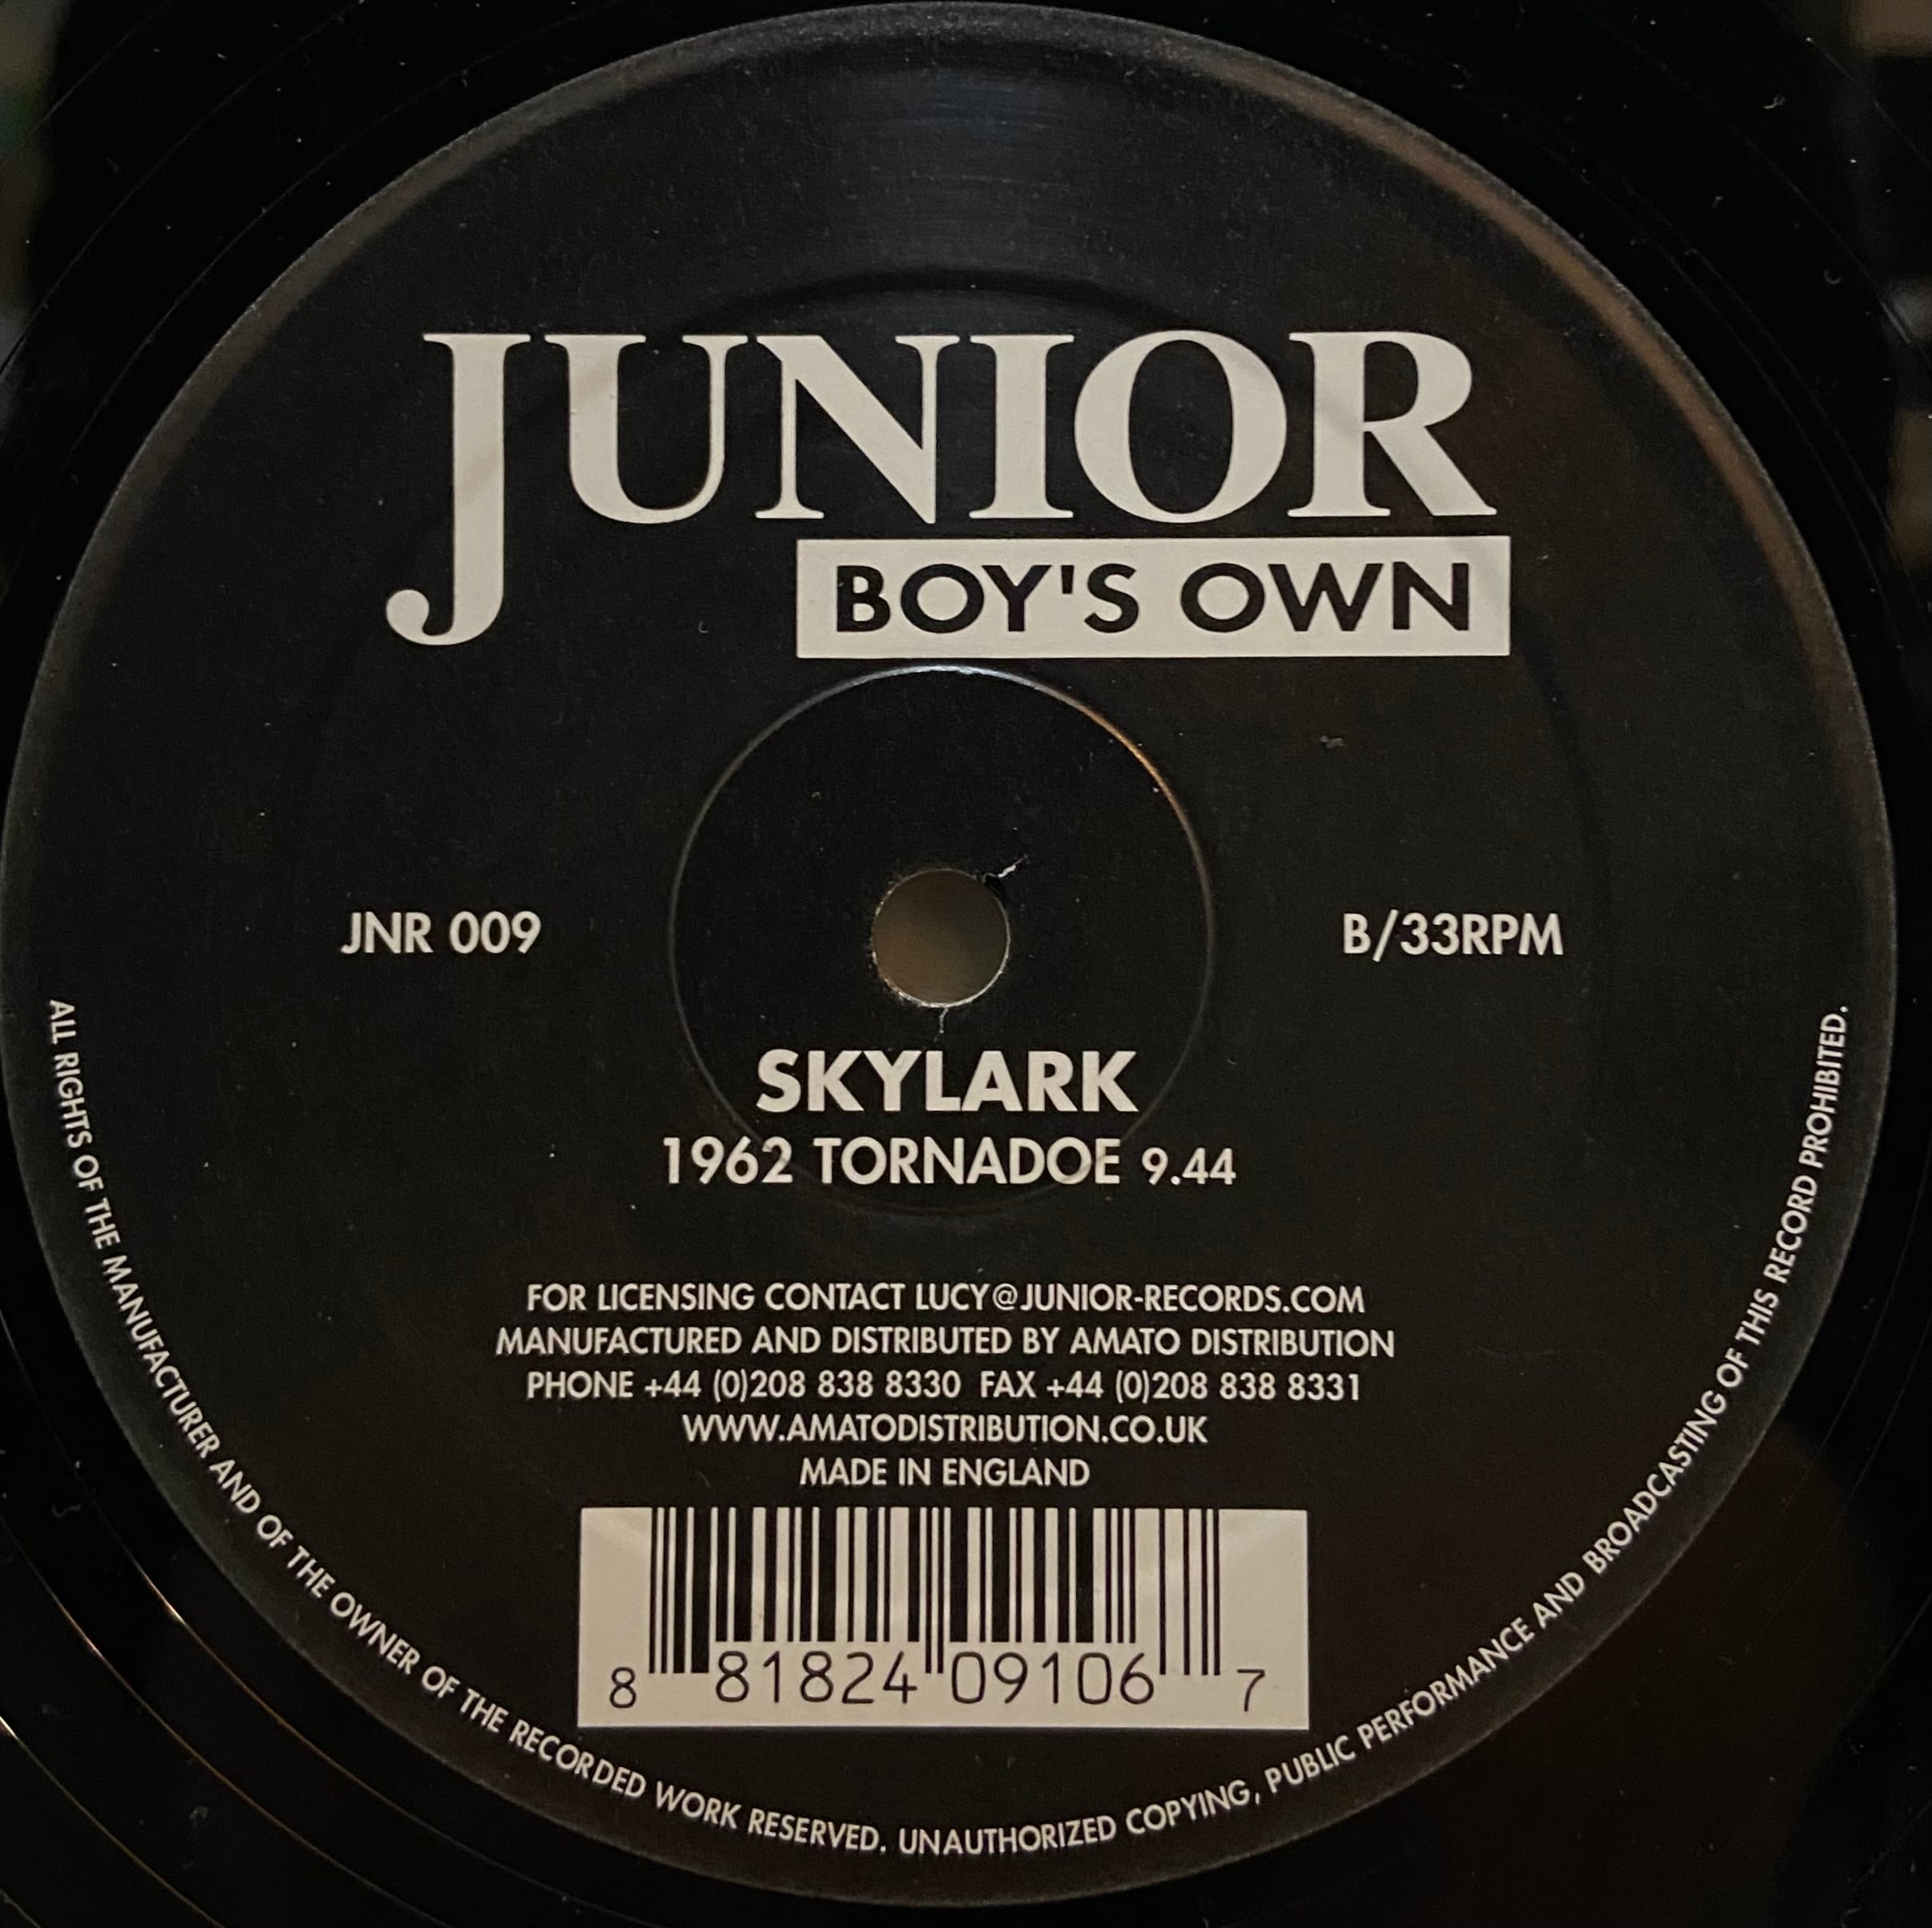 JUNIOR
BOY'S OWN
JNR 009
B/33RPM
SKYLARK
1962 TORNADOE 9.44
FOR LICENSING CONTACT LUCY@JUNIOR-RECORDS.COM
MANUFACTURED AND DISTRIBUTED BY AMATO DISTRIBUTION
PHONE +44 (0)208 838 8330 FAX +44 (0)208 838 8331
WWW.AMATODISTRIBUTION.CO.UK
MADE IN ENGLAND
8 81824 09106 7
ALL RIGHTS OF THE MANUFACTURER AND OF THE OWNER OF THE RECORDED WORK RESERVED. UNAUTHORIZED COPYING, PUBLIC PERFORMANCE AND BROADCASTING OF THIS RECORD PROHIBITED.